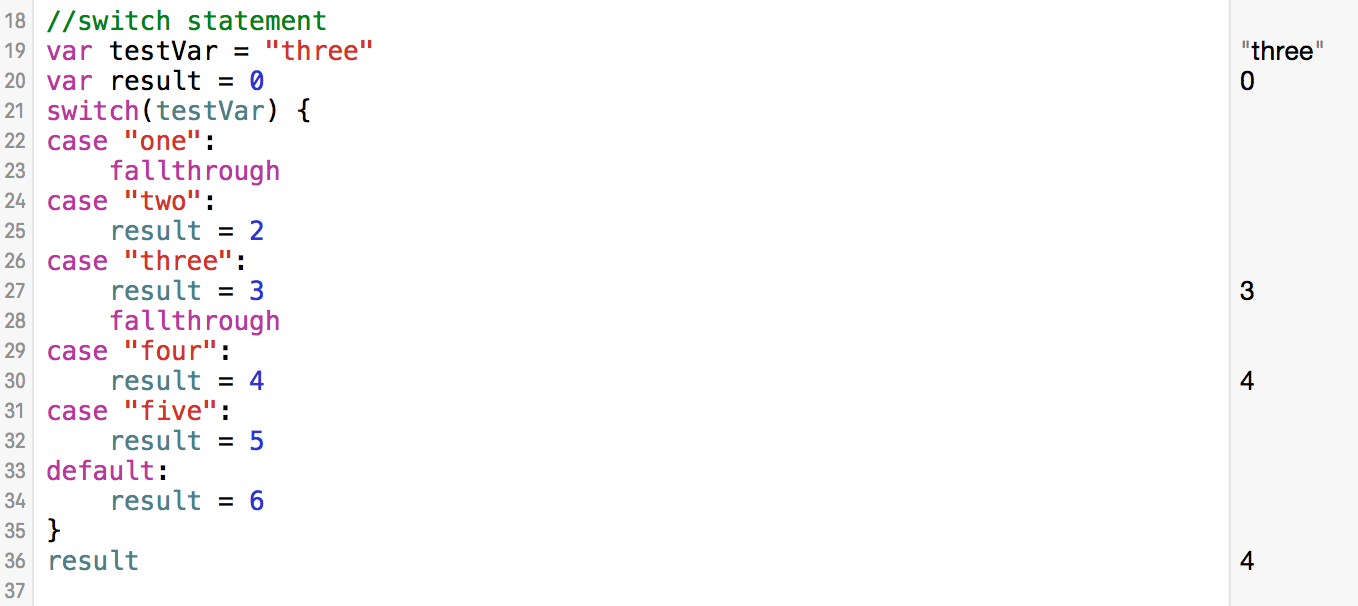 18 //switch statement
19 var testVar = "three" "three"
20 var result = 0 0
21 switch(testVar) {
22 case "one":
23     fallthrough
24 case "two":
25     result = 2
26 case "three":
27     result = 3 3
28     fallthrough
29 case "four":
30     result = 4 4
31 case "five":
32     result = 5
33 default:
34     result = 6
35 }
36 result 4
37